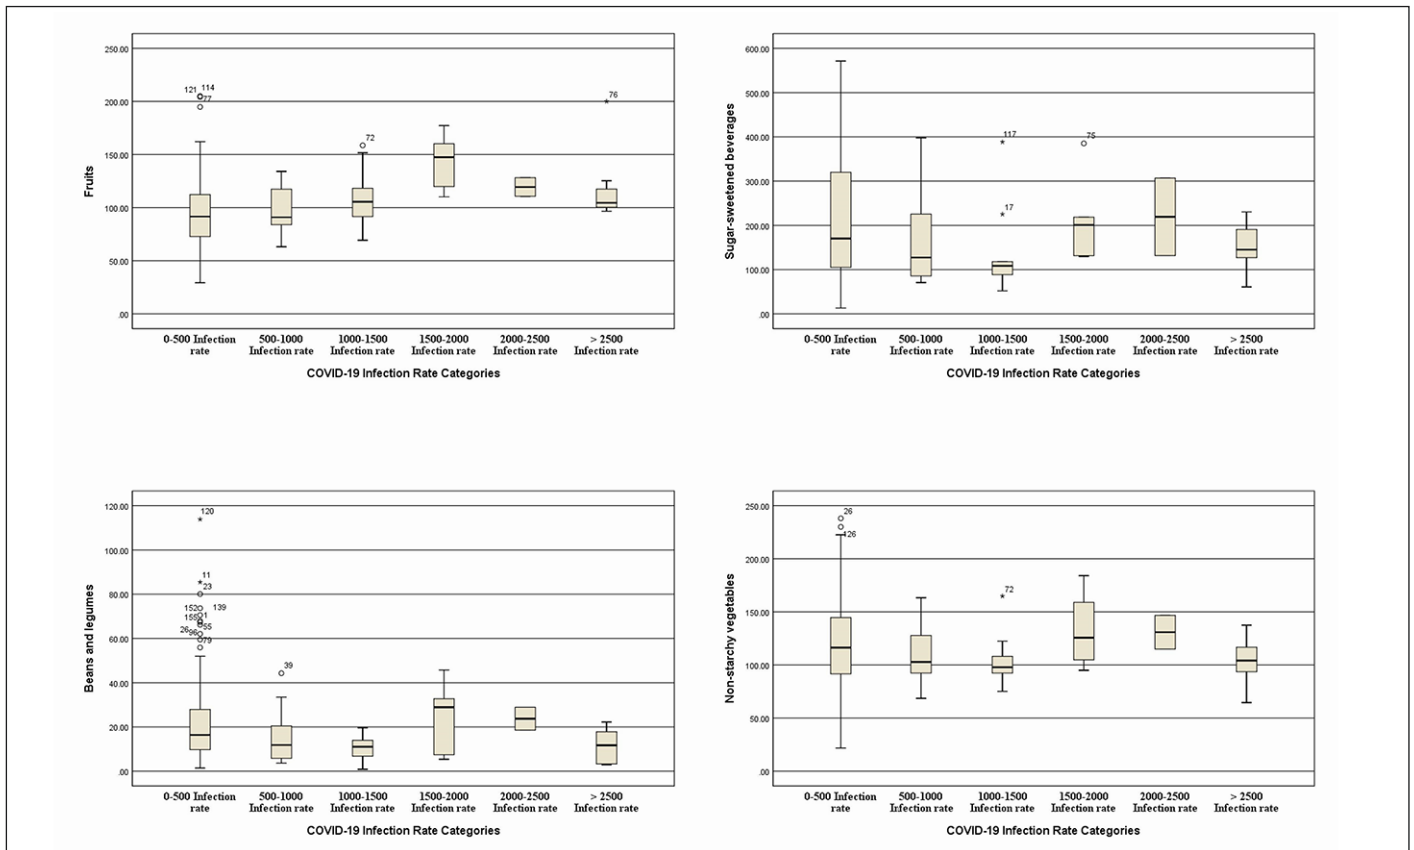 Fruits
250.00
200.00
150.00
100.00
50.00
.00
121 114
77
72
76
0-500 Infection rate
500-1000 Infection rate
1000-1500 Infection rate
1500-2000 Infection rate
2000-2500 Infection rate
> 2500 Infection rate
COVID-19 Infection Rate Categories
Sugar-sweetened beverages
600.00
500.00
400.00
300.00
200.00
100.00
.00
117
17
75
0-500 Infection rate
500-1000 Infection rate
1000-1500 Infection rate
1500-2000 Infection rate
2000-2500 Infection rate
> 2500 Infection rate
COVID-19 Infection Rate Categories
Beans and legumes
120.00
100.00
80.00
60.00
40.00
20.00
.00
120
11
23
152 139
155 1
55
26 96
79
39
0-500 Infection rate
500-1000 Infection rate
1000-1500 Infection rate
1500-2000 Infection rate
2000-2500 Infection rate
> 2500 Infection rate
COVID-19 Infection Rate Categories
Non-starchy vegetables
250.00
200.00
150.00
100.00
50.00
.00
26
126
72
0-500 Infection rate
500-1000 Infection rate
1000-1500 Infection rate
1500-2000 Infection rate
2000-2500 Infection rate
> 2500 Infection rate
COVID-19 Infection Rate Categories